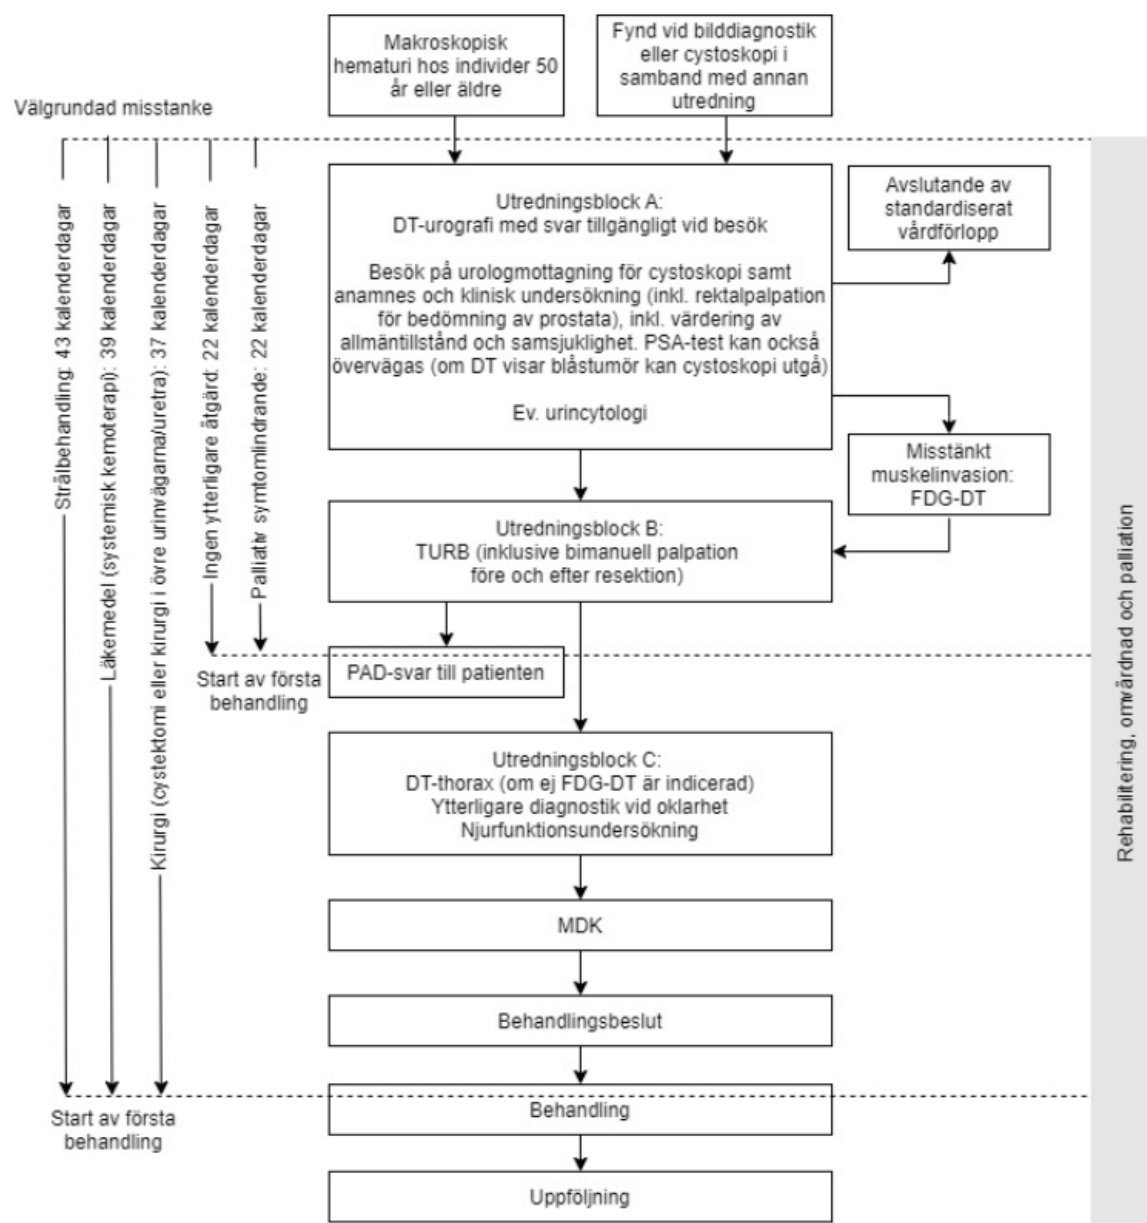 Makroskopisk
hematuri hos individer 50
år eller äldre
Fynd vid bilddiagnostik
eller cystoskopi i
samband med annan
utredning
Välgrundad misstanke
Strålbehandling: 43 kalenderdagar
Läkemedel (systemisk kemoterapi): 39 kalenderdagar
Kirurgi (cystektomi eller kirurgi i övre urinvägarna/uretra): 37 kalenderdagar
Ingen ytterligare åtgärd: 22 kalenderdagar
Palliativ symtomlindrande: 22 kalenderdagar
Utredningsblock A:
DT-urografi med svar tillgängligt vid besök
Besök på urologmottagning för cystoskopi samt
anamnes och klinisk undersökning (inkl. rektalpalpation
för bedömning av prostata), inkl. värdering av
allmäntillstånd och samsjuklighet. PSA-test kan också
övervägas (om DT visar blåstumör kan cystoskopi utgå)
Ev. urincytologi
Avslutande av
standardiserat
vårdförlopp
Misstänkt
muskelinvasion:
FDG-DT
Utredningsblock B:
TURB (inklusive bimanuell palpation
före och efter resektion)
PAD-svar till patienten
Start av första
behandling
Utredningsblock C:
DT-thorax (om ej FDG-DT är indicerad)
Ytterligare diagnostik vid oklarhet
Njurfunktionsundersökning
MDK
Behandlingsbeslut
Start av första
behandling
Behandling
Uppföljning
Rehabilitering, omvårdnad och palliation